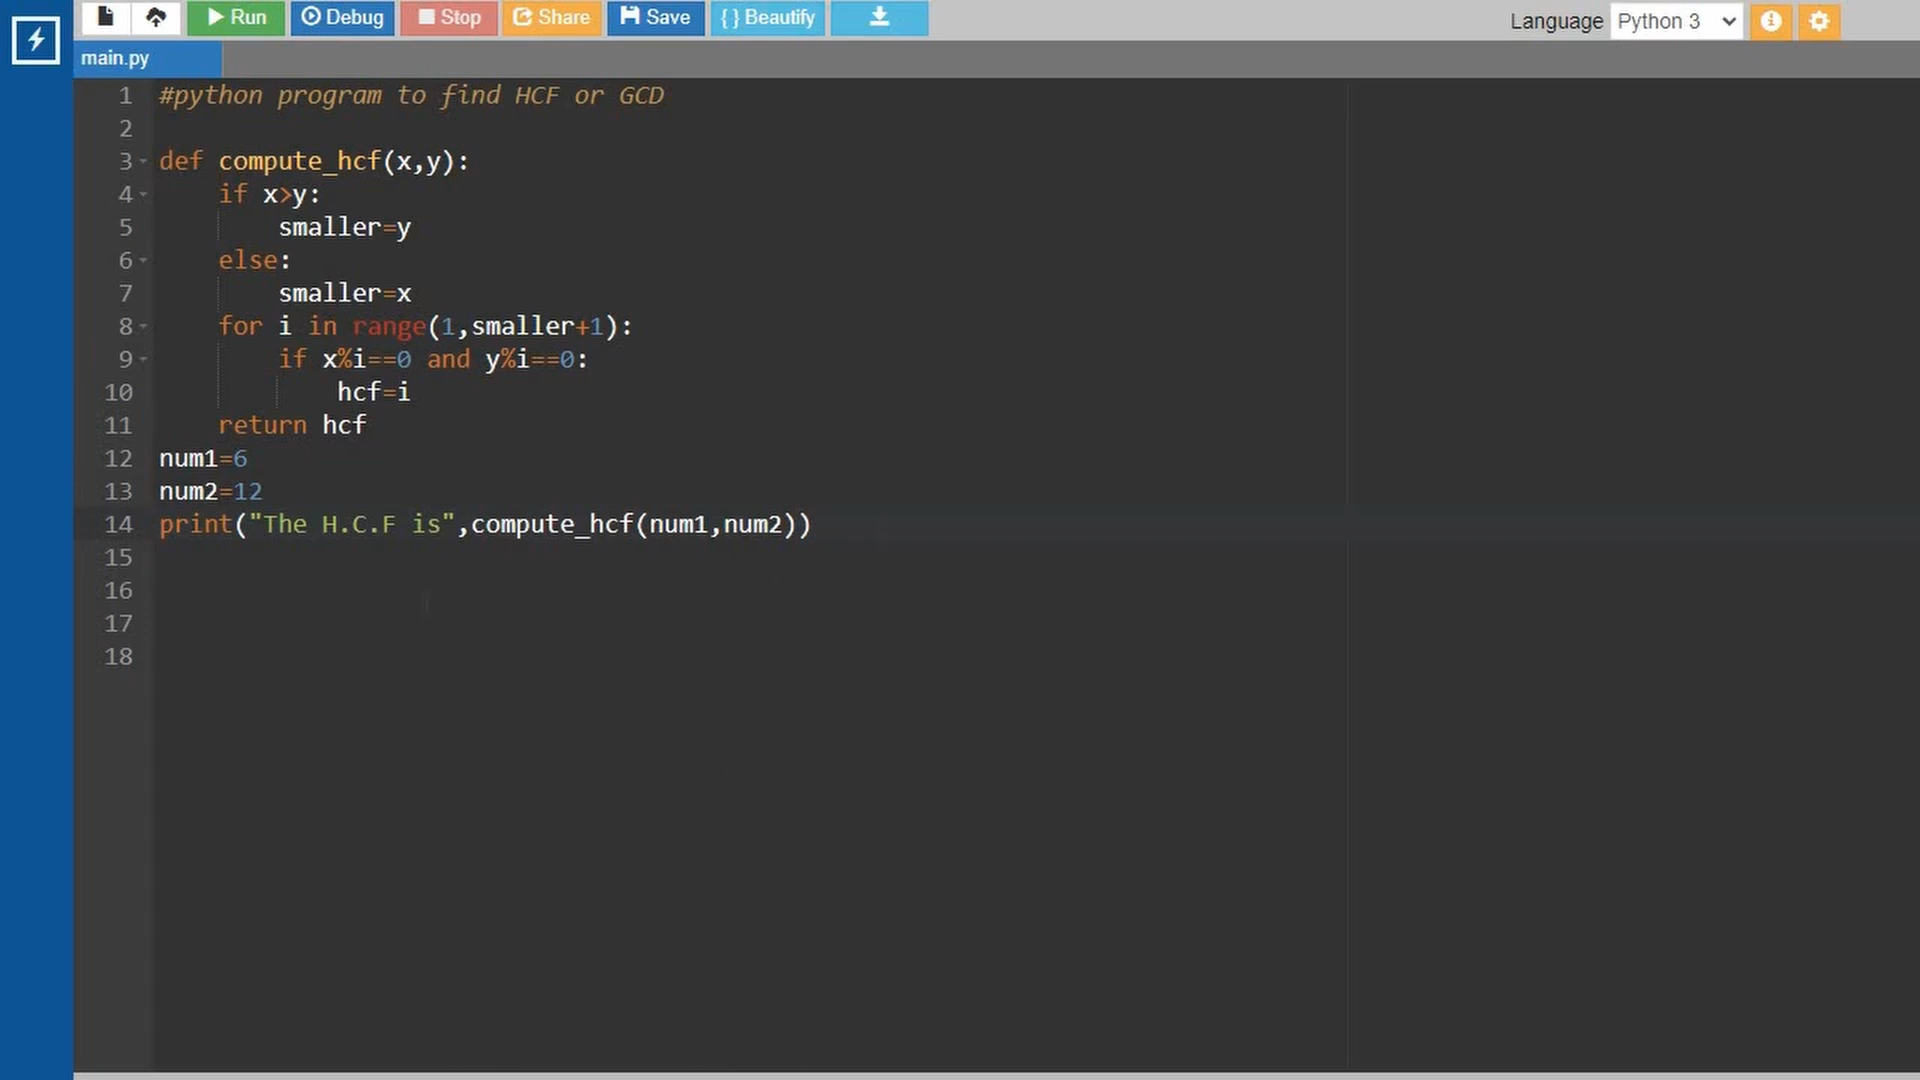 Run Debug Stop Share Save { } Beautify Language Python 3
main.py
1 #python program to find HCF or GCD
2
3 def compute_hcf(x,y):
4     if x>y:
5         smaller=y
6     else:
7         smaller=x
8     for i in range(1,smaller+1):
9         if x%i==0 and y%i==0:
10             hcf=i
11     return hcf
12 num1=6
13 num2=12
14 print("The H.C.F is",compute_hcf(num1,num2))
15
16
17
18